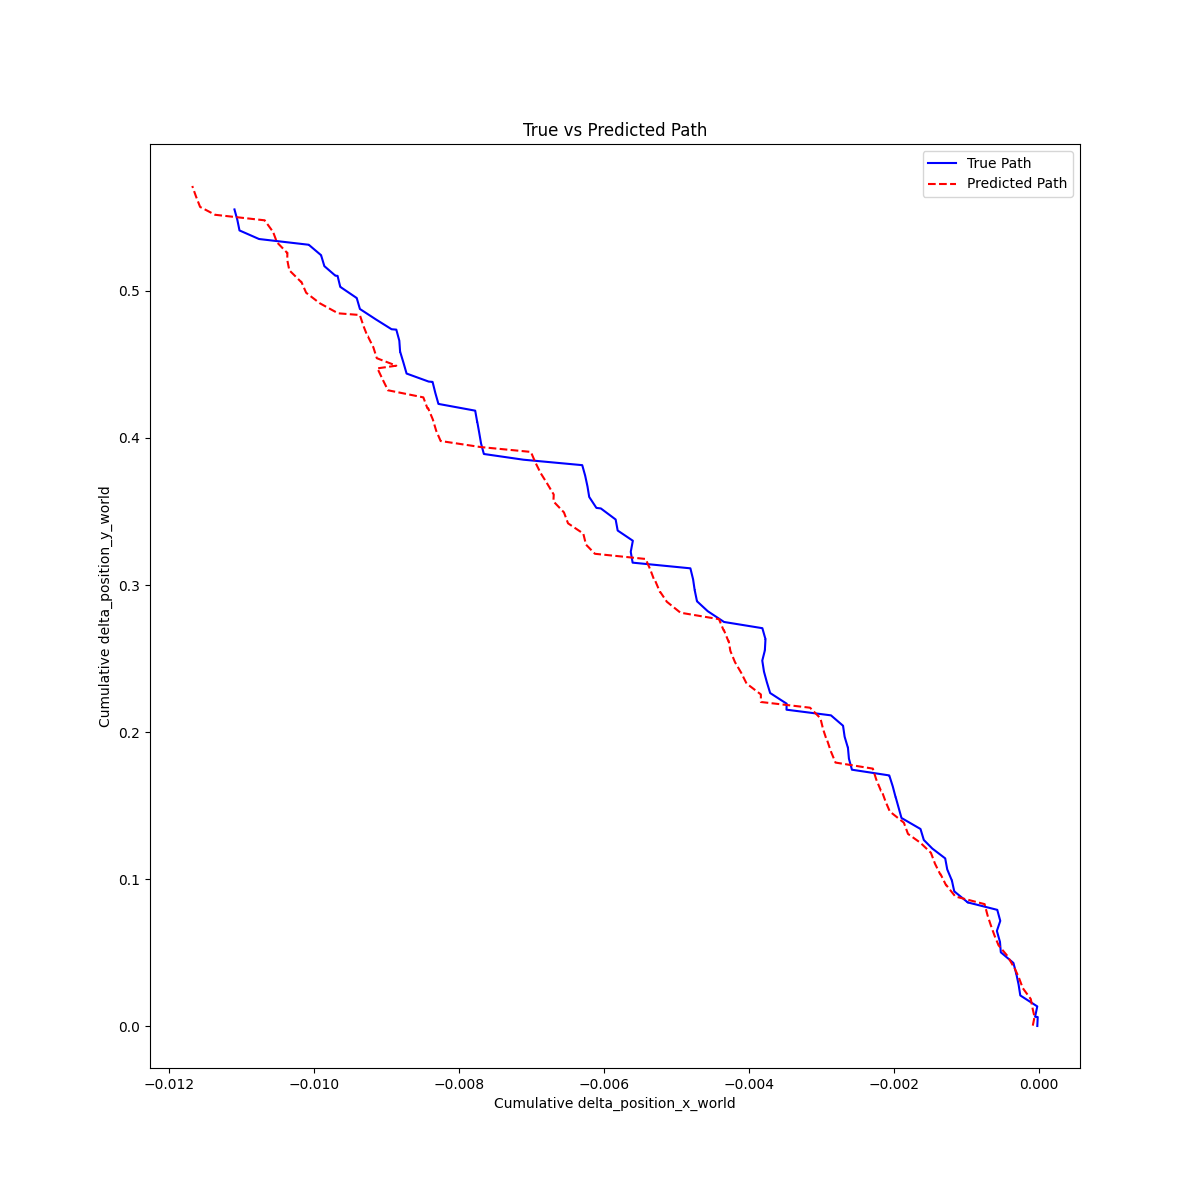 True vs Predicted Path
True Path
Predicted Path
Cumulative delta_position_y_world
0.5
0.4
0.3
0.2
0.1
0.0
−0.012 −0.010 −0.008 −0.006 −0.004 −0.002 0.000
Cumulative delta_position_x_world